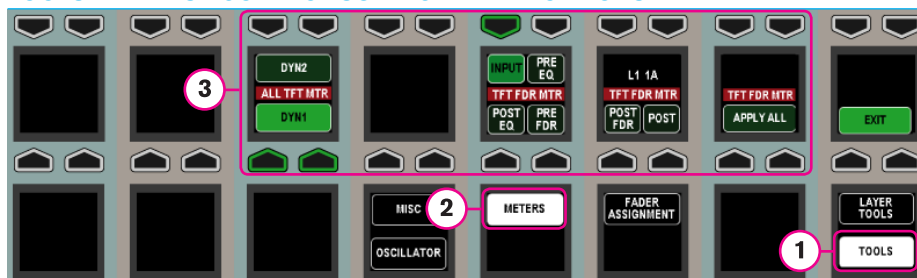 DYN2
ALL TFT MTR
DYN1
INPUT PRE EQ
TFT FDR MTR
POST EQ PRE FDR
L1 1A
TFT FDR MTR
POST FDR POST
TFT FDR MTR
APPLY ALL
EXIT
3
MISC
OSCILLATOR
2
METERS
FADER
ASSIGNMENT
LAYER
TOOLS
1
TOOLS